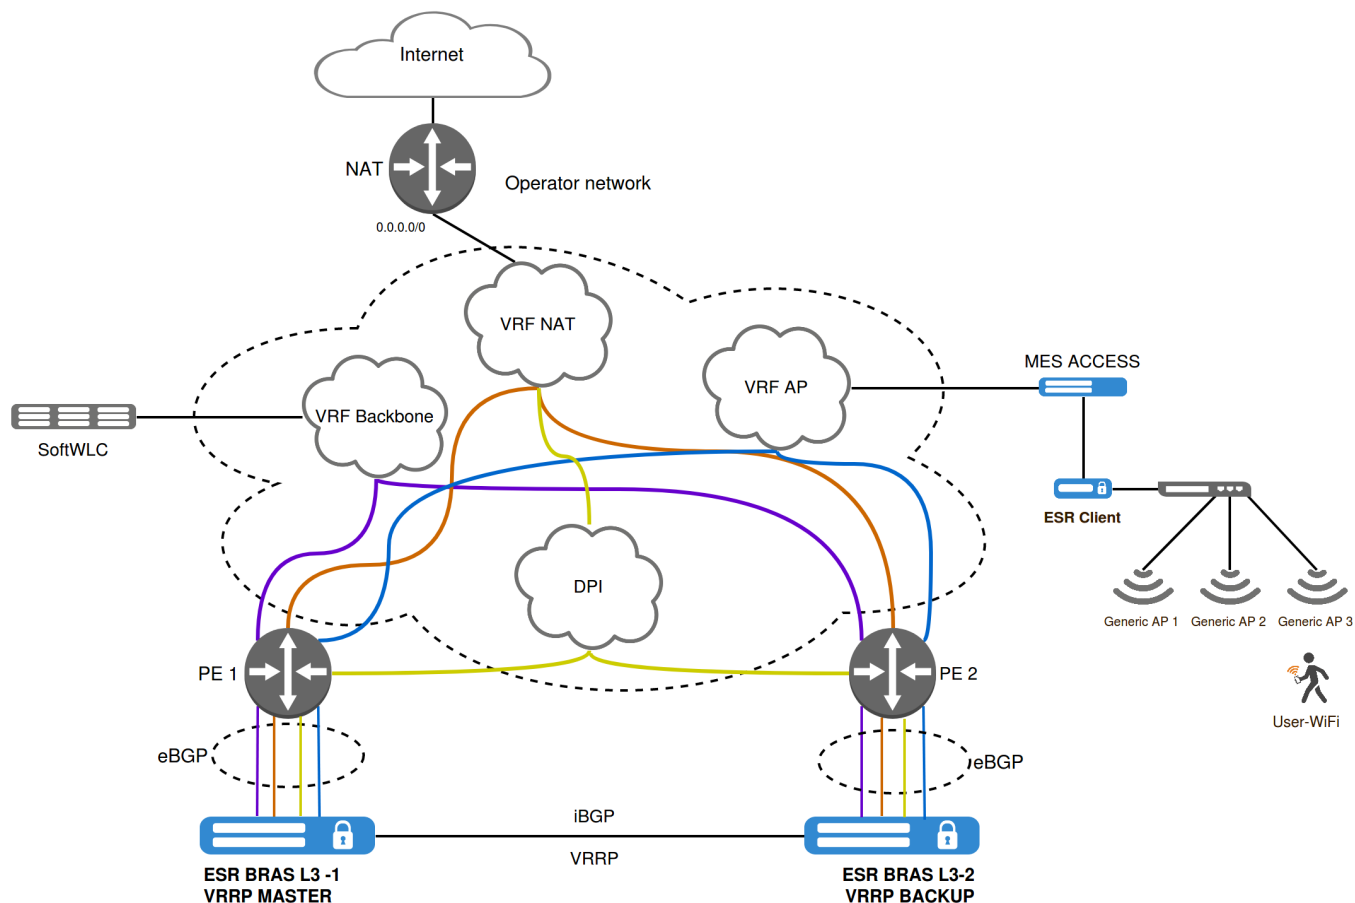 Internet
NAT
Operator network
0.0.0.0/0
VRF NAT
MES ACCESS
VRF AP
VRF Backbone
SoftWLC
ESR Client
DPI
Generic AP 1
Generic AP 2
Generic AP 3
PE 1
PE 2
User-WiFi
eBGP
eBGP
iBGP
VRRP
ESR BRAS L3 -1
VRRP MASTER
ESR BRAS L3-2
VRRP BACKUP